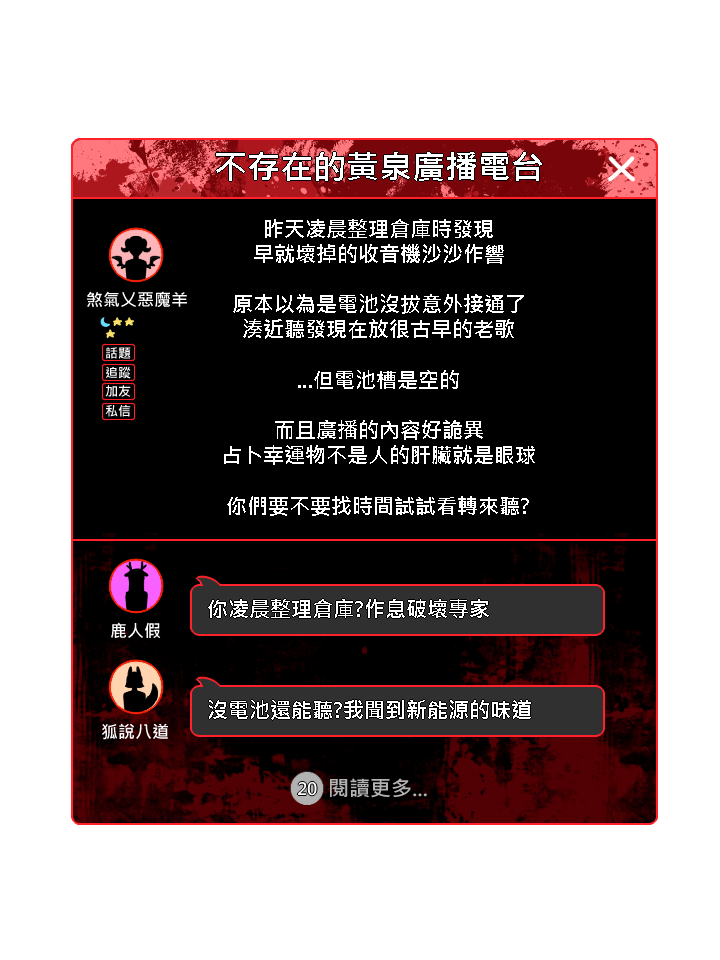 不存在的黃泉廣播電台
昨天凌晨整理倉庫時發現
早就壞掉的收音機沙沙作響
原本以為是電池沒拔意外接通了
湊近聽發現在放很古早的老歌
...但電池槽是空的
而且廣播的內容好詭異
占卜幸運物不是人的肝臟就是眼球
你們要不要找時間試試看轉來聽?
煞氣乂惡魔羊
話題
追蹤
加友
私信
你凌晨整理倉庫?作息破壞專家
鹿人假
沒電池還能聽?我聞到新能源的味道
狐說八道
20 閱讀更多...